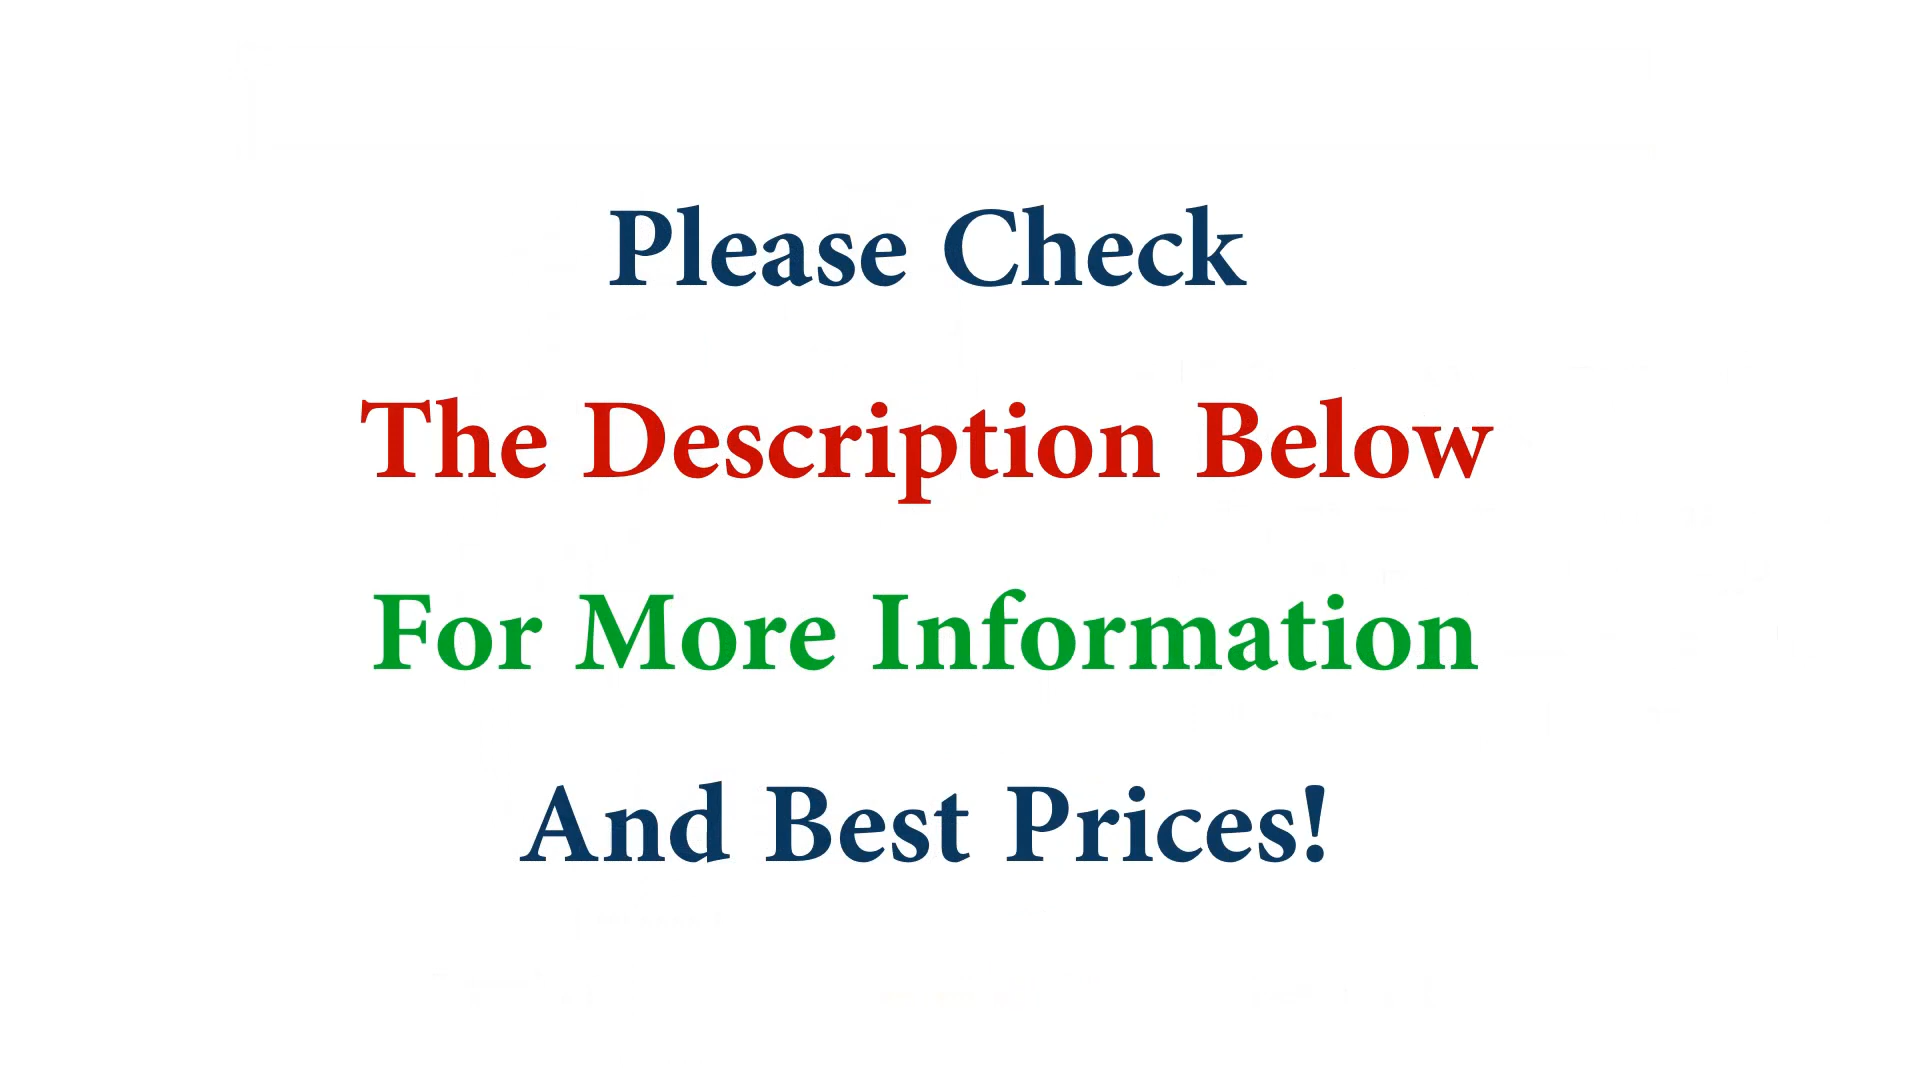 Please Check
The Description Below
For More Information
And Best Prices!